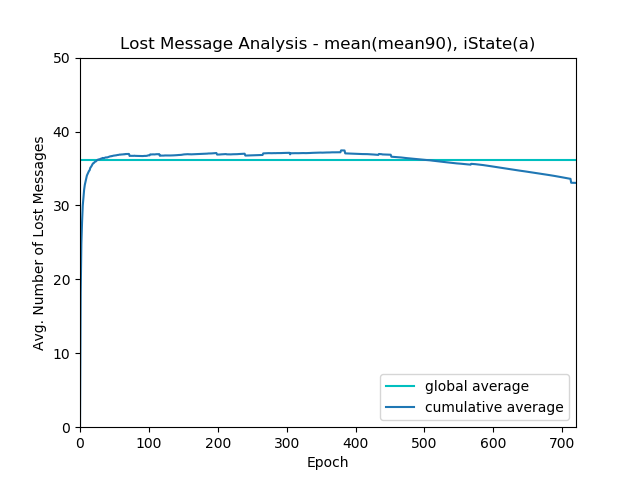 Lost Message Analysis - mean(mean90), iState(a)
50
40
30
20
10
0
Avg. Number of Lost Messages
0 100 200 300 400 500 600 700
Epoch
global average
cumulative average